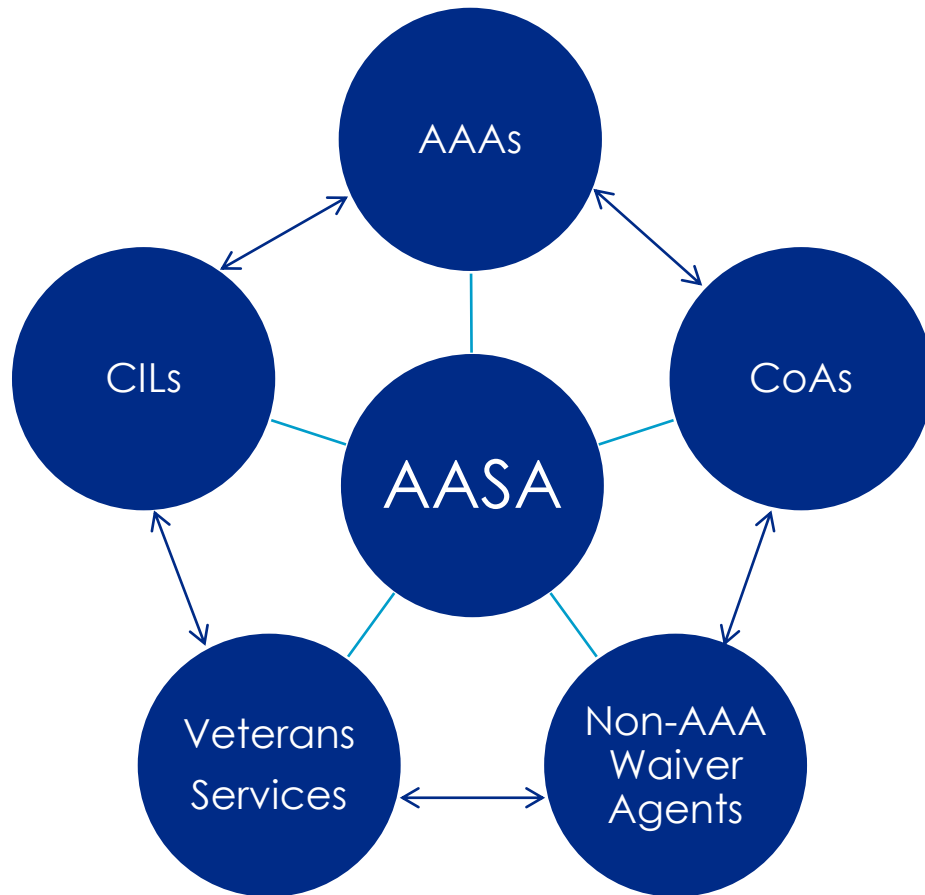 AAAs
CILs
CoAs
AASA
Veterans
Services
Non-AAA
Waiver
Agents